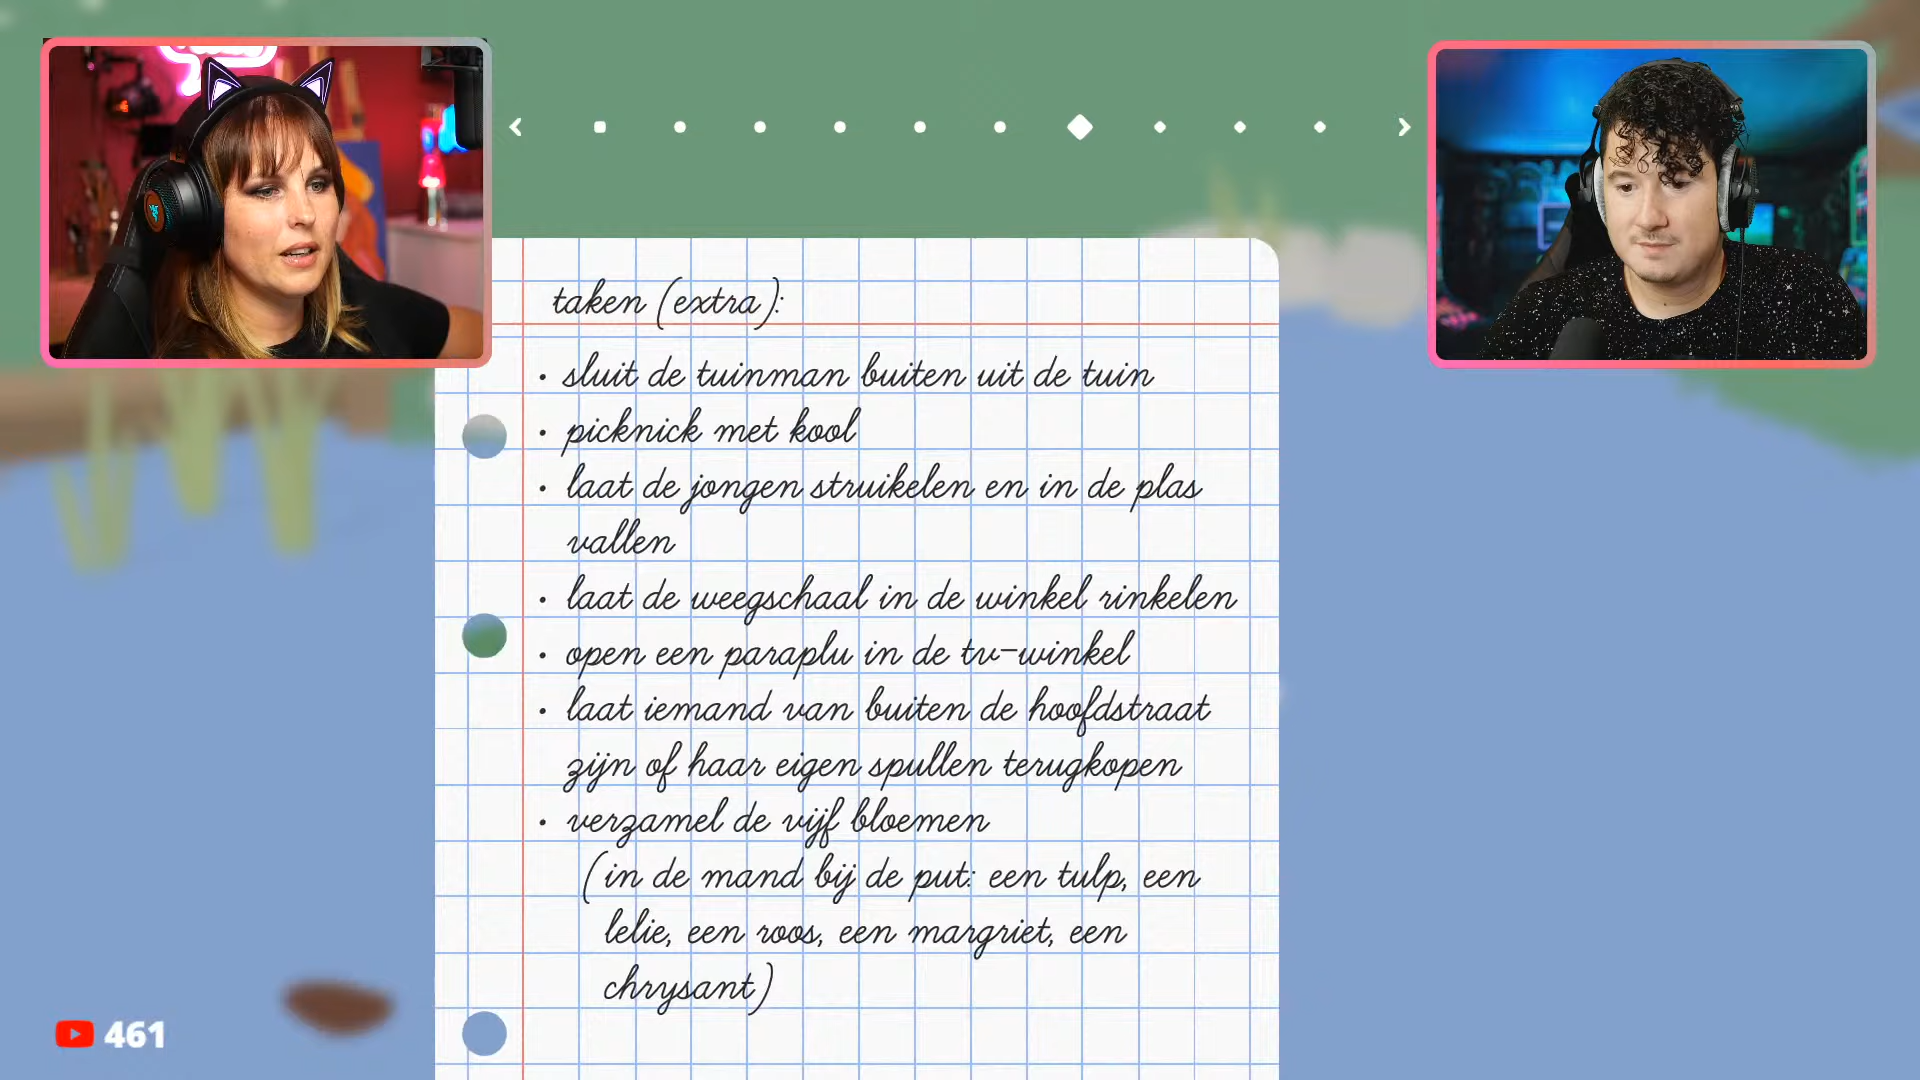 taken (extra):
• sluit de tuinman buiten uit de tuin
• picknick met kool
• laat de jongen struikelen en in de plas
vallen
• laat de weegschaal in de winkel rinkelen
• open een paraplu in de tv-winkel
• laat iemand van buiten de hoofdstraat
zijn of haar eigen spullen terugkopen
• verzamel de vijf bloemen
(in de mand bij de put: een tulp, een
lelie, een roos, een margriet, een
chrysant)
461